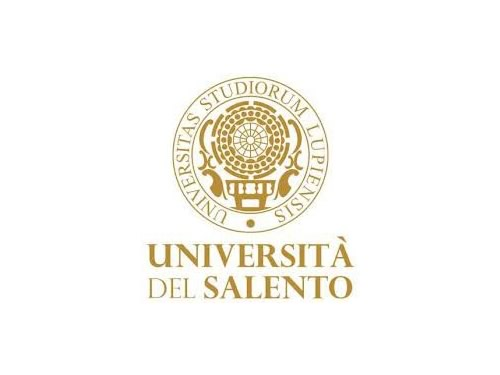 UNIVERSITAS STUDIORUM LUPIENSIS
UNIVERSITÀ
DEL SALENTO